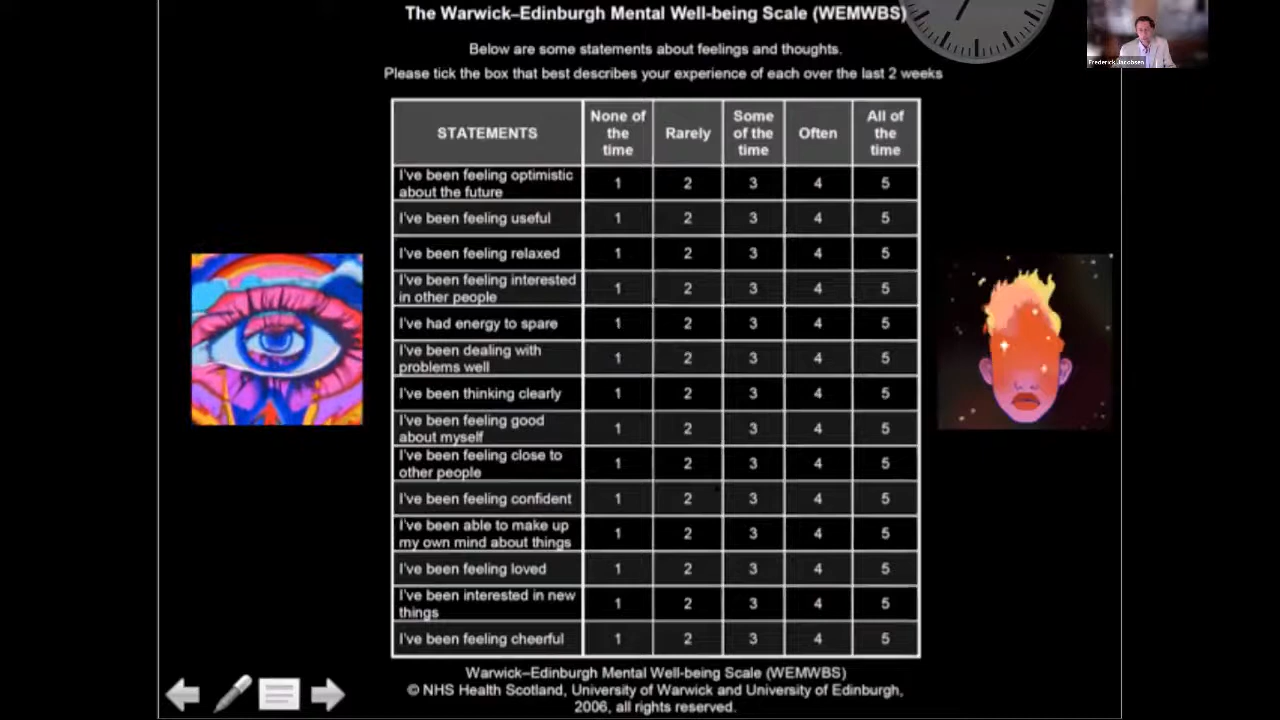 The Warwick–Edinburgh Mental Well-being Scale (WEMWBS)
Below are some statements about feelings and thoughts.
Please tick the box that best describes your experience of each over the last 2 weeks
Frederick Jacobsen
STATEMENTS
None of
the
time
Rarely
Some
of the
time
Often
All of
the
time
I've been feeling optimistic
about the future
1 2 3 4 5
I've been feeling useful
1 2 3 4 5
I've been feeling relaxed
1 2 3 4 5
I've been feeling interested
in other people
1 2 3 4 5
I've had energy to spare
1 2 3 4 5
I've been dealing with
problems well
1 2 3 4 5
I've been thinking clearly
1 2 3 4 5
I've been feeling good
about myself
1 2 3 4 5
I've been feeling close to
other people
1 2 3 4 5
I've been feeling confident
1 2 3 4 5
I've been able to make up
my own mind about things
1 2 3 4 5
I've been feeling loved
1 2 3 4 5
I've been interested in new
things
1 2 3 4 5
I've been feeling cheerful
1 2 3 4 5
Warwick–Edinburgh Mental Well-being Scale (WEMWBS)
© NHS Health Scotland, University of Warwick and University of Edinburgh,
2006, all rights reserved.